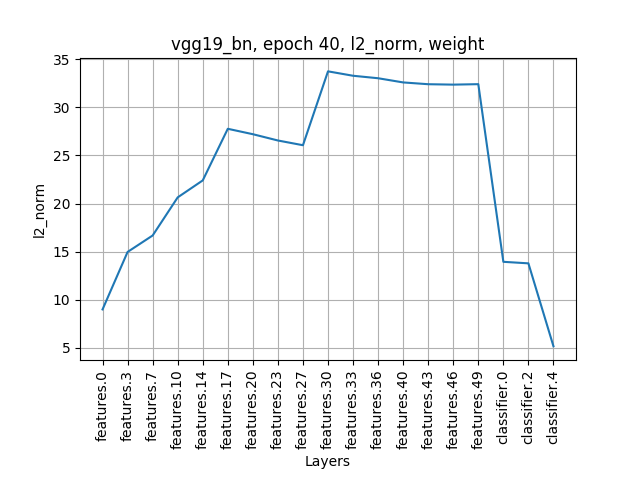 vgg19_bn, epoch 40, l2_norm, weight
35
30
25
20
15
10
5
l2_norm
features.0
features.3
features.7
features.10
features.14
features.17
features.20
features.23
features.27
features.30
features.33
features.36
features.40
features.43
features.46
features.49
classifier.0
classifier.2
classifier.4
Layers